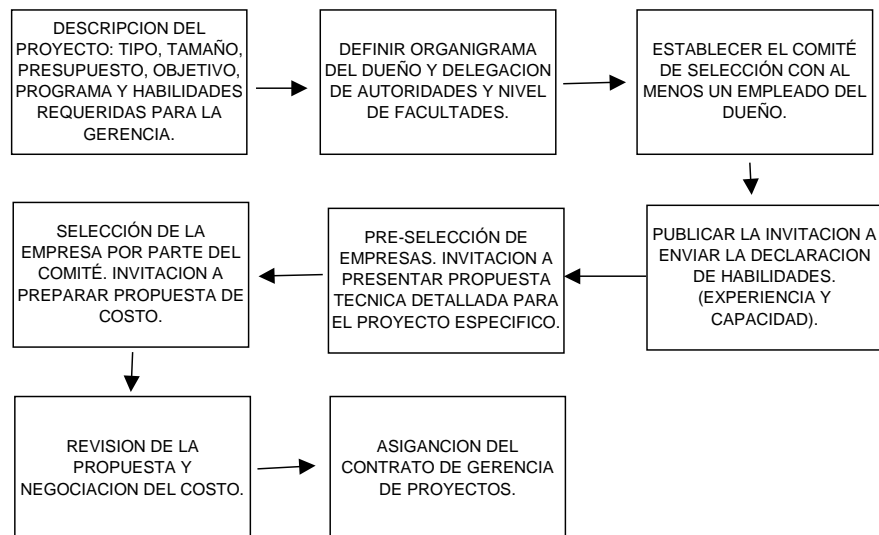 DESCRIPCION DEL
PROYECTO: TIPO, TAMAÑO,
PRESUPUESTO, OBJETIVO,
PROGRAMA Y HABILIDADES
REQUERIDAS PARA LA
GERENCIA.
DEFINIR ORGANIGRAMA
DEL DUEÑO Y DELEGACION
DE AUTORIDADES Y NIVEL
DE FACULTADES.
ESTABLECER EL COMITÉ
DE SELECCIÓN CON AL
MENOS UN EMPLEADO DEL
DUEÑO.
PUBLICAR LA INVITACION A
ENVIAR LA DECLARACION
DE HABILIDADES.
(EXPERIENCIA Y
CAPACIDAD).
PRE-SELECCIÓN DE
EMPRESAS. INVITACION A
PRESENTAR PROPUESTA
TECNICA DETALLADA PARA
EL PROYECTO ESPECIFICO.
SELECCIÓN DE LA
EMPRESA POR PARTE DEL
COMITÉ. INVITACION A
PREPARAR PROPUESTA DE
COSTO.
REVISION DE LA
PROPUESTA Y
NEGOCIACION DEL COSTO.
ASIGANCION DEL
CONTRATO DE GERENCIA
DE PROYECTOS.